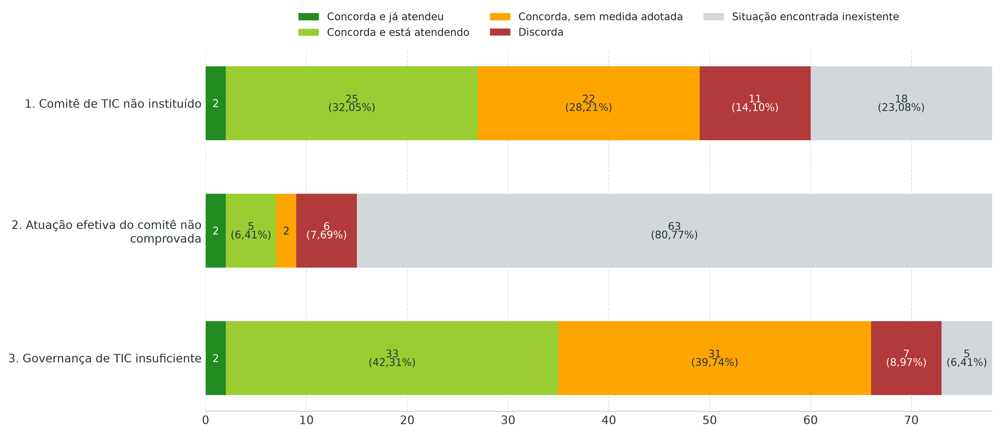 Concorda e já atendeu
Concorda e está atendendo
Concorda, sem medida adotada
Discorda
Situação encontrada inexistente
1. Comitê de TIC não instituído
2
25
(32,05%)
22
(28,21%)
11
(14,10%)
18
(23,08%)
2. Atuação efetiva do comitê não
comprovada
2
5
(6,41%)
2
6
(7,69%)
63
(80,77%)
3. Governança de TIC insuficiente
2
33
(42,31%)
31
(39,74%)
7
(8,97%)
5
(6,41%)
0 10 20 30 40 50 60 70